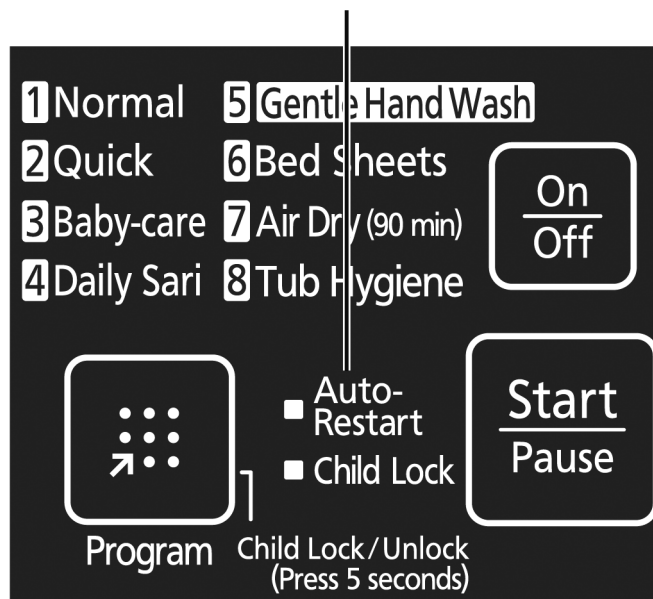 1 Normal
2 Quick
3 Baby-care
4 Daily Sari
5 Gentle Hand Wash
6 Bed Sheets
7 Air Dry (90 min)
8 Tub Hygiene
On
Off
Auto-
Restart
Child Lock
Start
Pause
Program
Child Lock/Unlock
(Press 5 seconds)